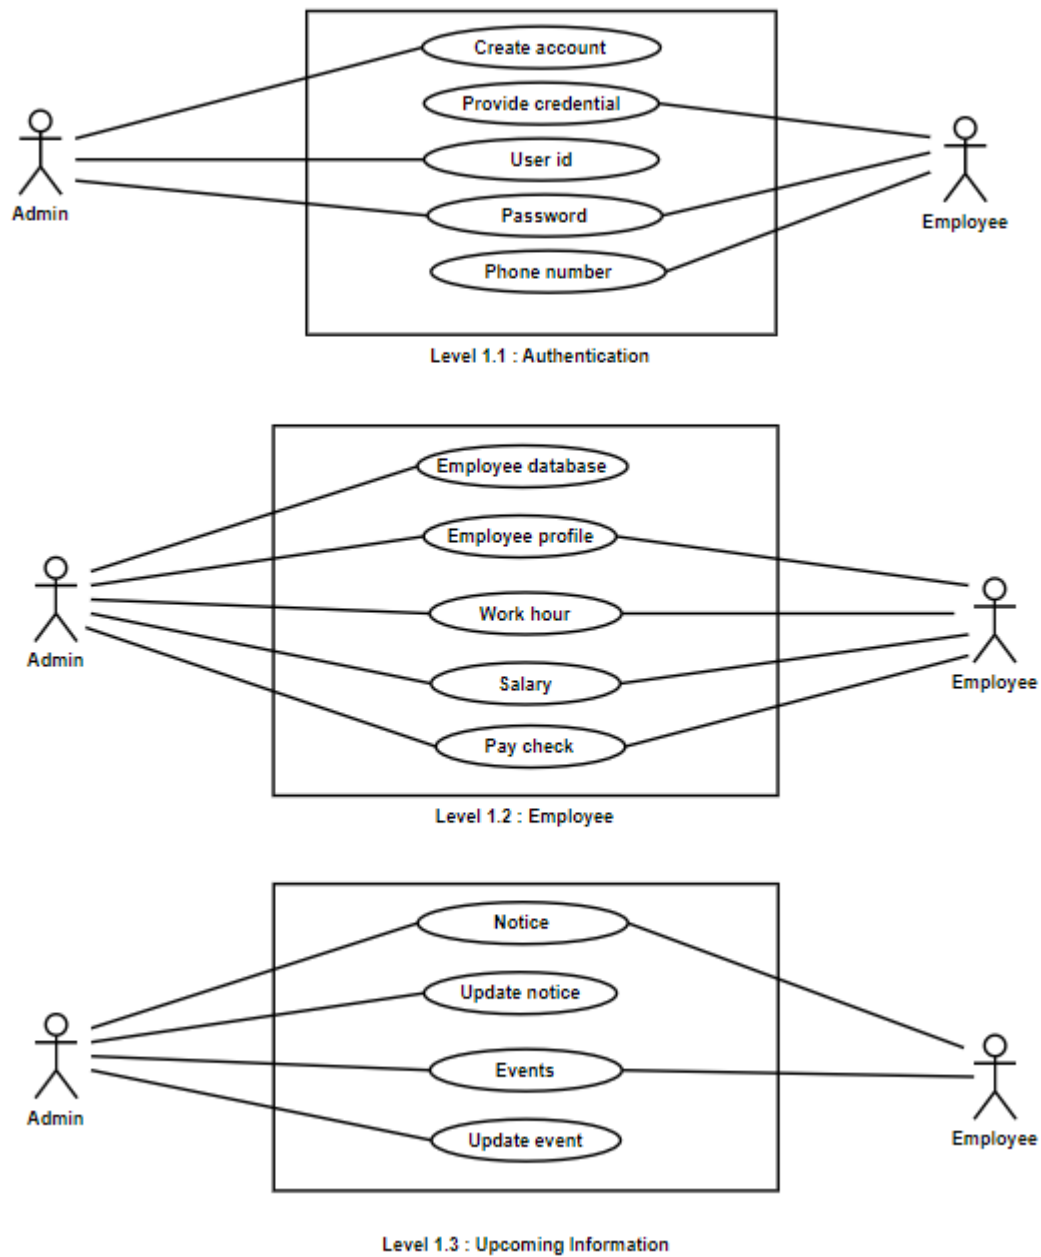 Create account
Provide credential
User id
Password
Phone number
Admin
Employee
Level 1.1 : Authentication
Employee database
Employee profile
Work hour
Salary
Pay check
Admin
Employee
Level 1.2 : Employee
Notice
Update notice
Events
Update event
Admin
Employee
Level 1.3 : Upcoming Information